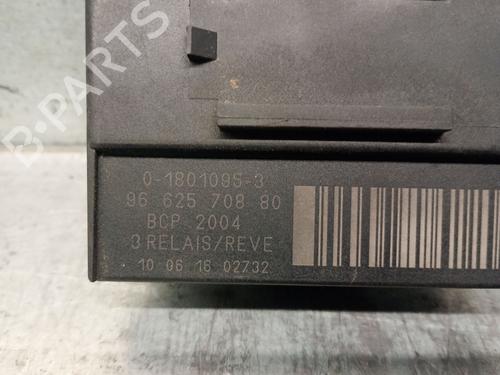 B-PARTS
0-1801095-3
96 625 708 80
BCP 2004
3 RELAIS/REVE
10 06 16 02732